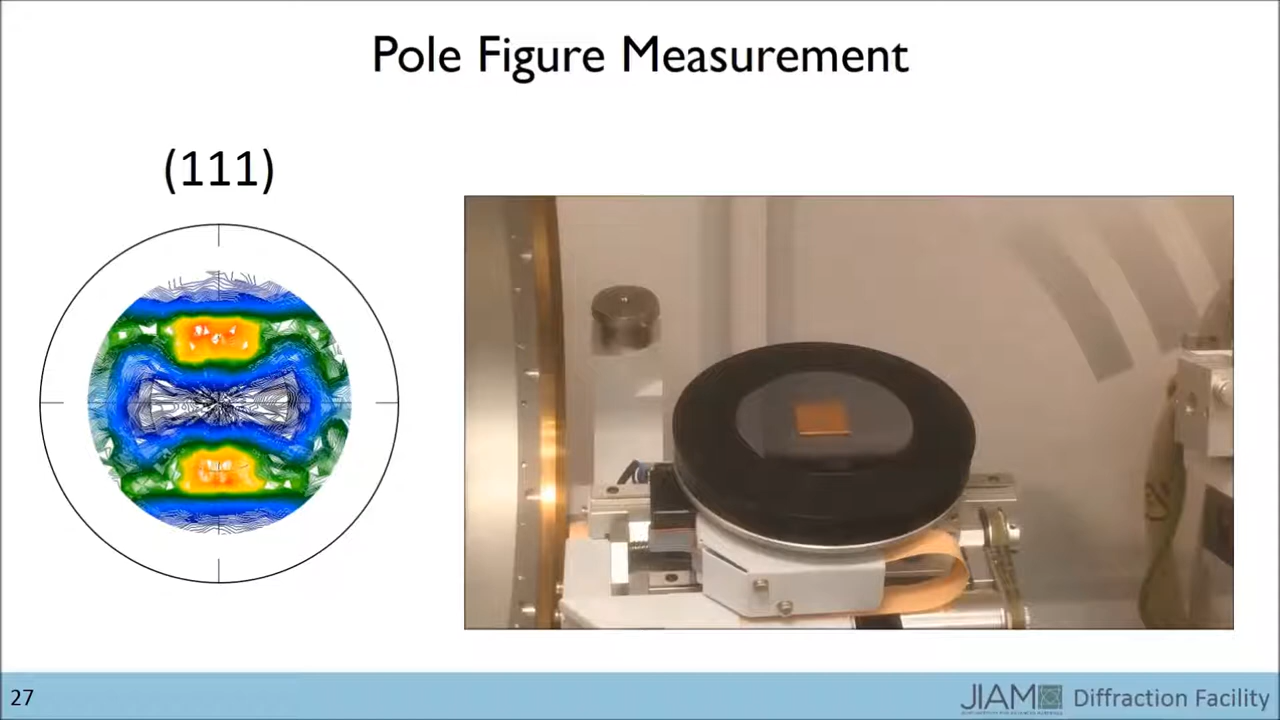 Pole Figure Measurement
(111)
27
JIAM Diffraction Facility